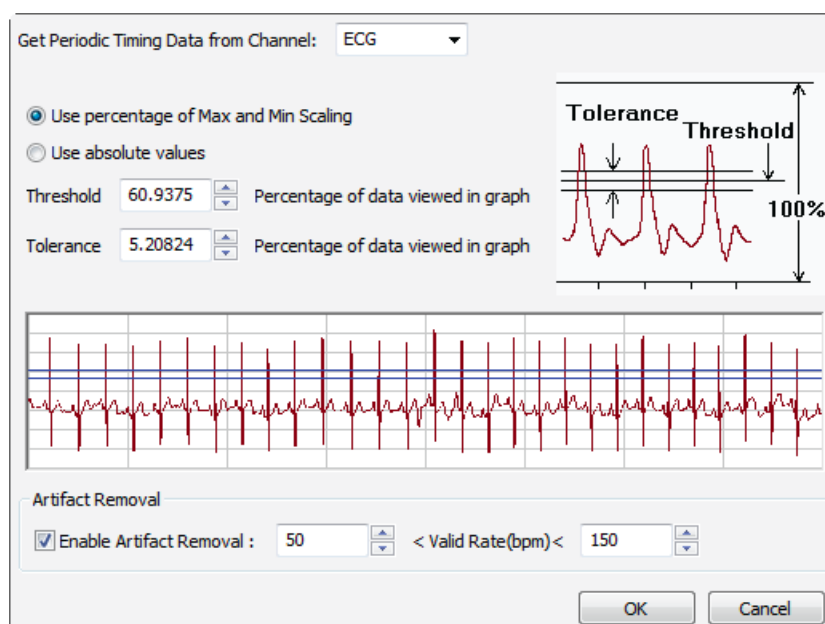 Get Periodic Timing Data from Channel: ECG
Use percentage of Max and Min Scaling
Use absolute values
Threshold 60.9375 Percentage of data viewed in graph
Tolerance 5.20824 Percentage of data viewed in graph
Tolerance
Threshold
100%
Artifact Removal
Enable Artifact Removal : 50 < Valid Rate(bpm) < 150
OK Cancel